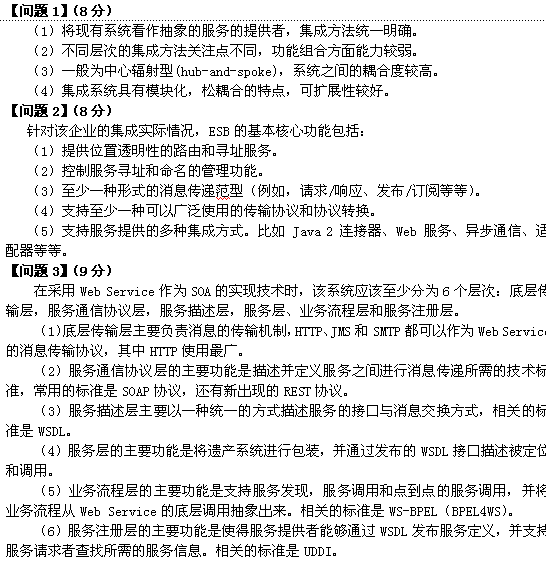 【问题 1】(8 分)
(1) 将现有系统看作抽象的服务的提供者，集成方法统一明确。
(2) 不同层次的集成方法关注点不同，功能组合方面能力较弱。
(3) 一般为中心辐射型(hub-and-spoke)，系统之间的耦合度较高。
(4) 集成系统具有模块化，松耦合的特点，可扩展性较好。
【问题 2】(8 分)
针对该企业的集成实际情况，ESB 的基本核心功能包括：
(1) 提供位置透明性的路由和寻址服务。
(2) 控制服务寻址和命名的管理功能。
(3) 至少一种形式的消息传递范型（例如，请求/响应、发布/订阅等等）。
(4) 支持至少一种可以广泛使用的传输协议和协议转换。
(5) 支持服务提供的多种集成方式。比如 Java 2 连接器、Web 服务、异步通信、适
配器等等。
【问题 3】(9 分)
在采用 Web Service 作为 SOA 的实现技术时，该系统应该至少分为 6 个层次：底层传
输层，服务通信协议层，服务描述层，服务层、业务流程层和服务注册层。
(1)底层传输层主要负责消息的传输机制，HTTP、JMS 和 SMTP 都可以作为 Web Service
的消息传输协议，其中 HTTP 使用最广。
(2) 服务通信协议层的主要功能是描述并定义服务之间进行消息传递所需的技术标
准，常用的标准是 SOAP 协议，还有新出现的 REST 协议。
(3) 服务描述层主要以一种统一的方式描述服务的接口与消息交换方式，相关的标
准是 WSDL。
(4) 服务层的主要功能是将遗产系统进行包装，并通过发布的 WSDL 接口描述被定位
和调用。
(5) 业务流程层的主要功能是支持服务发现，服务调用和点到点的服务调用，并将
业务流程从 Web Service 的底层调用抽象出来。相关的标准是 WS-BPEL（BPEL4WS）。
(6) 服务注册层的主要功能是使得服务提供者能够通过 WSDL 发布服务定义，并支持
服务请求者查找所需的服务信息。相关的标准是 UDDI。